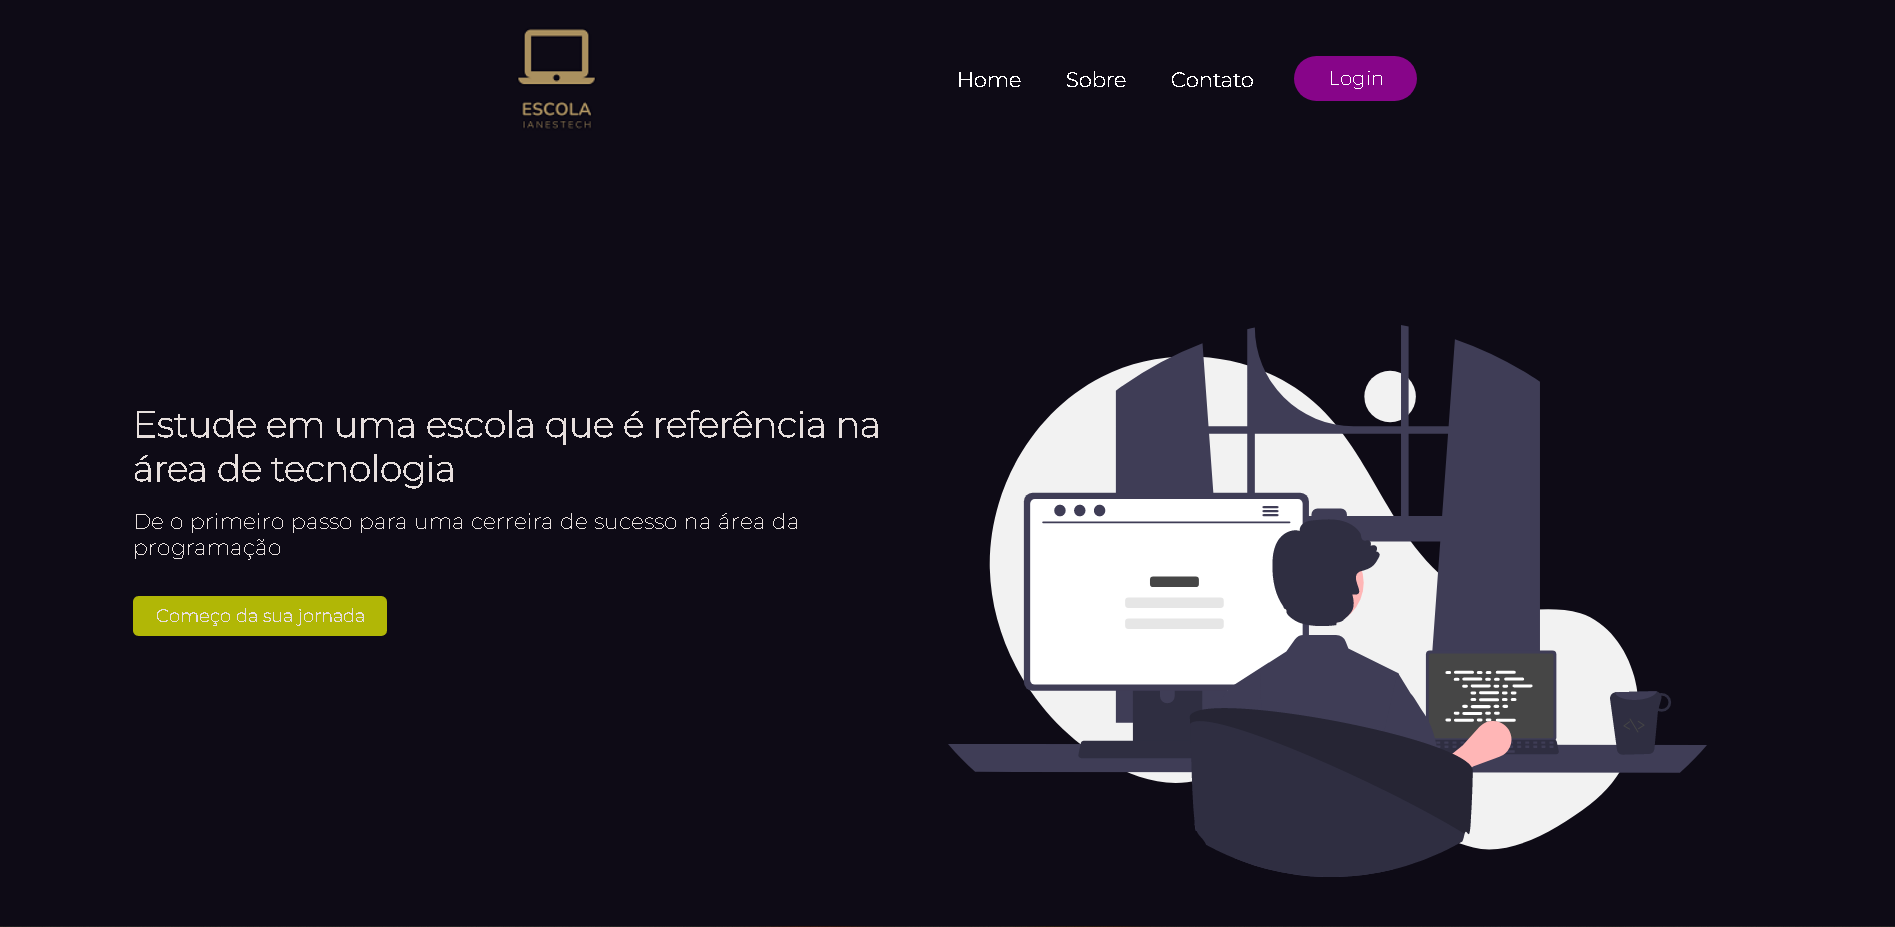 ESCOLA
IANESTECH
Home Sobre Contato Login
Estude em uma escola que é referência na
área de tecnologia
De o primeiro passo para uma cerreira de sucesso na área da
programação
Começo da sua jornada